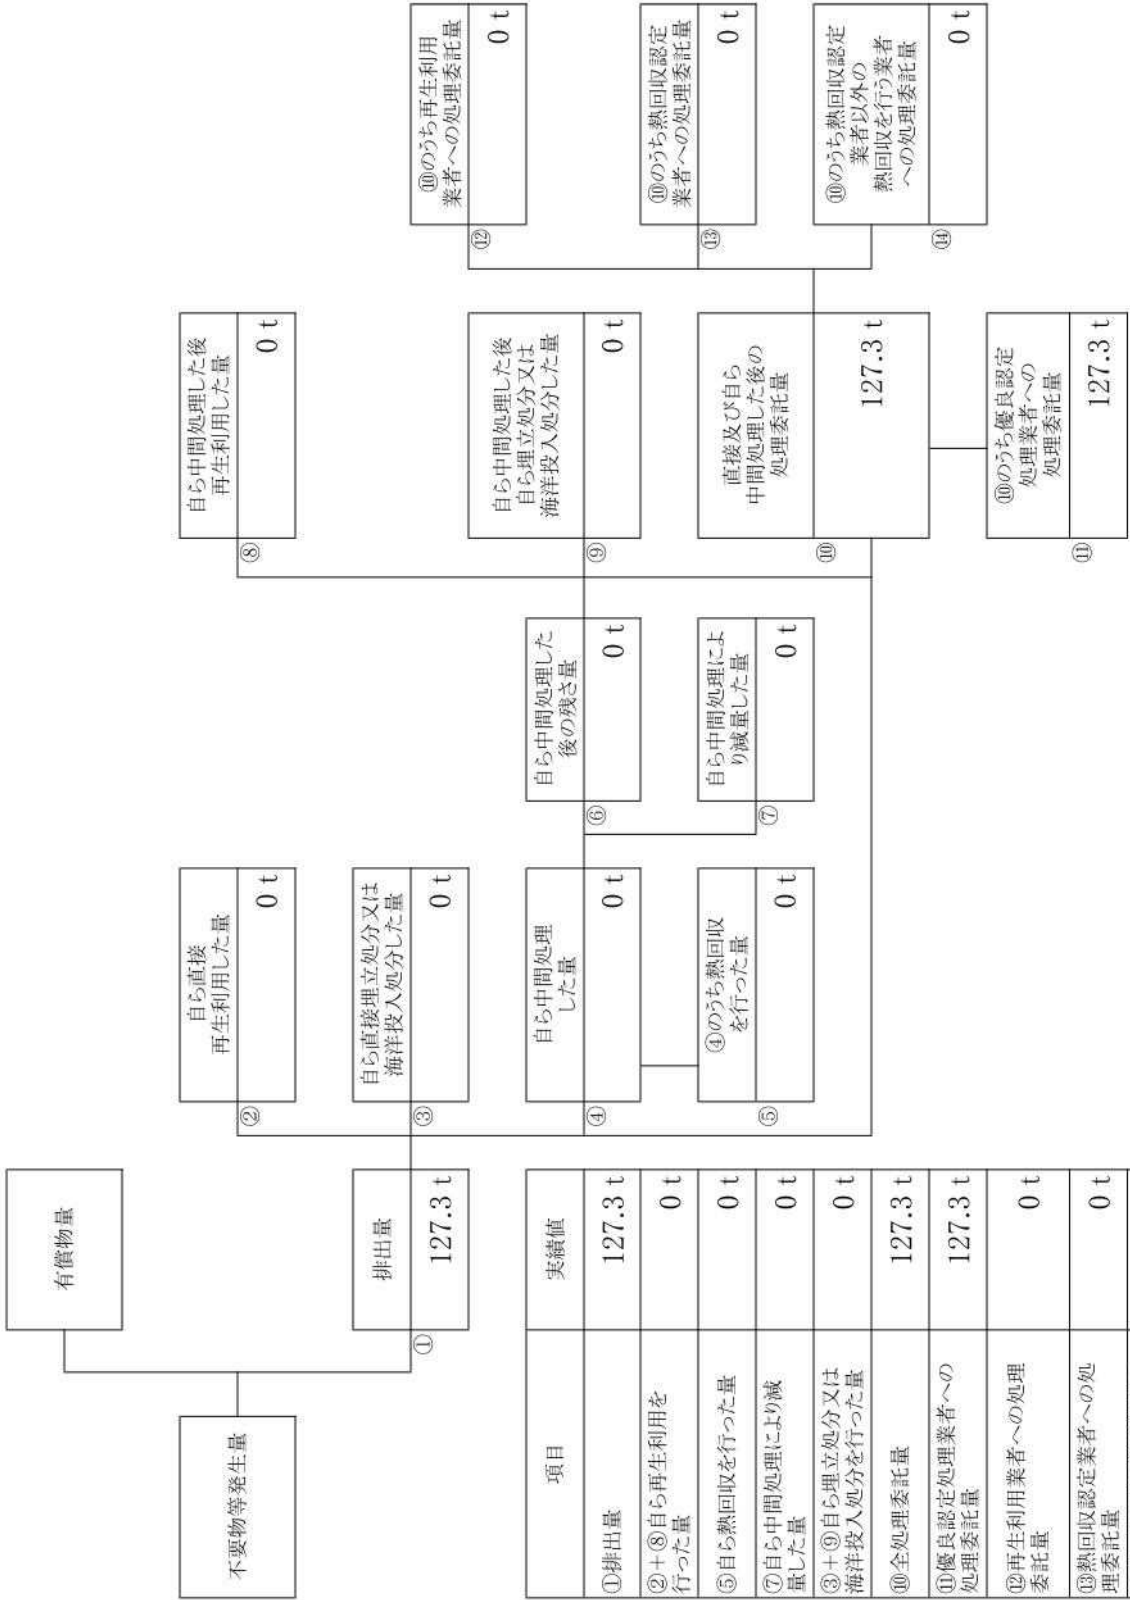 不要物等発生量
有償物量
①
排出量
127.3 t
②
自ら直接
再生利用した量
0 t
③
自ら直接埋立処分又は
海洋投入処分した量
0 t
④
自ら中間処理
した量
0 t
⑤
④のうち熱回収
を行った量
0 t
⑥
自ら中間処理した
後の残さ量
0 t
⑦
自ら中間処理によ
り減量した量
0 t
⑧
自ら中間処理した後
再生利用した量
0 t
⑨
自ら中間処理した後
自ら埋立処分又は
海洋投入処分した量
0 t
⑩
直接及び自ら
中間処理した後の
処理委託量
127.3 t
⑪
⑩のうち優良認定
処理業者への
処理委託量
127.3 t
⑫
⑩のうち再生利用
業者への処理委託量
0 t
⑬
⑩のうち熱回収認定
業者への処理委託量
0 t
⑭
⑩のうち熱回収認定
業者以外の
熱回収を行う業者
への処理委託量
0 t
項目 実績値
①排出量 127.3 t
②+⑧自ら再生利用を
行った量 0 t
⑤自ら熱回収を行った量 0 t
⑦自ら中間処理により減
量した量 0 t
③+⑨自ら埋立処分又は
海洋投入処分を行った量 0 t
⑩全処理委託量 127.3 t
⑪優良認定処理業者への
処理委託量 127.3 t
⑫再生利用業者への処理
委託量 0 t
⑬熱回収認定業者への処
理委託量 0 t